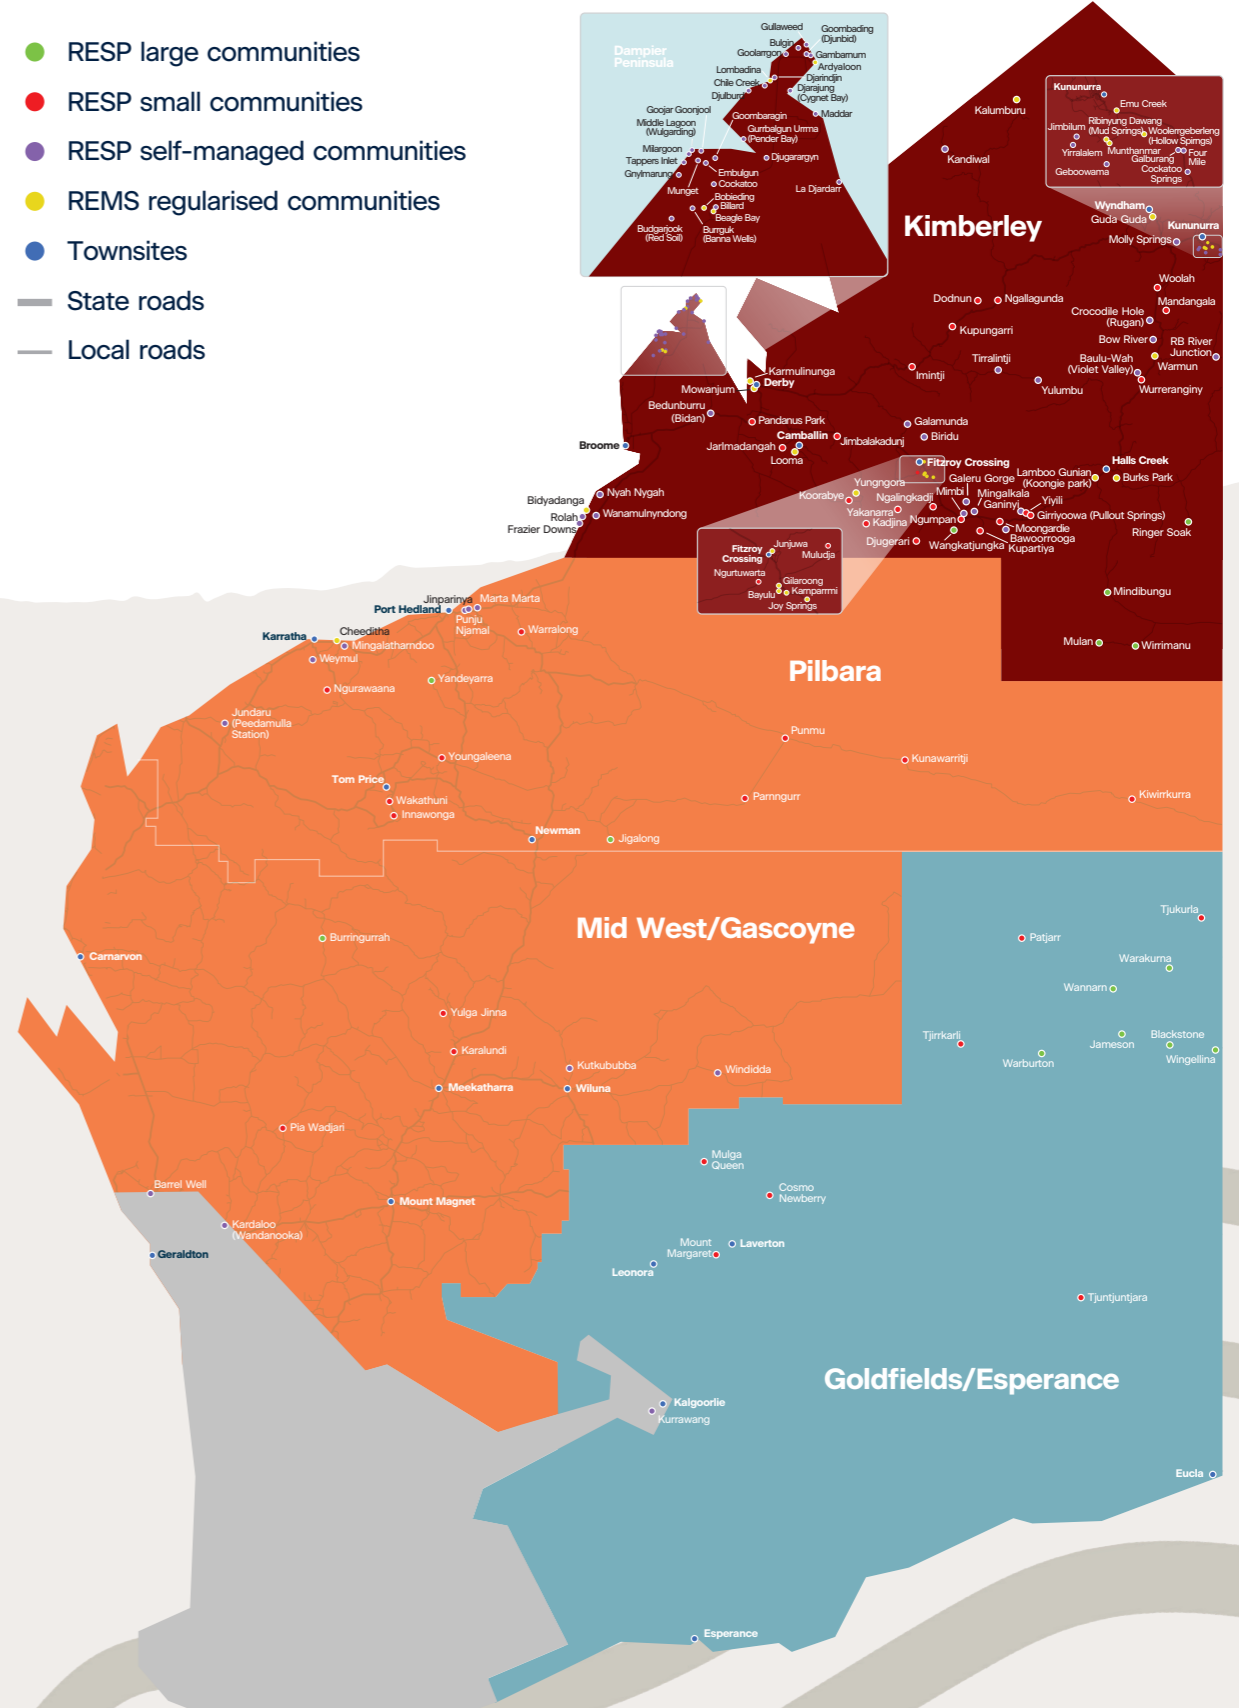 RESP large communities
RESP small communities
RESP self-managed communities
REMS regularised communities
Townsites
State roads
Local roads
Dampier
Peninsula
Gullaweed
Goombading
(Djunbid)
Bulgin
Goolarrgon
Gambarnum
Ardyaloon
Lombadina
Djarindjin
Chile Creek
Djarajung
(Cygnet Bay)
Djulburd
Maddar
Goojar Goonjool
Goombaragin
Middle Lagoon
(Wulgarding)
Gurrbalgun Urrma
(Pender Bay)
Milargoon
Djugarargyn
Tappers Inlet
Gnylmarung
Embulgun
Cockatoo
La Djardarr
Munget
Bobieding
Billard
Beagle Bay
Budgarjook
(Red Soil)
Burrguk
(Banna Wells)
Kimberley
Kalumburu
Kandiwal
Kununurra
Emu Creek
Ribinyung Dawang
(Mud Springs)
Jimbilum
Woolerrgeberleng
(Hollow Spirngs)
Yirralalem
Munthanmar
Galburang
Four
Mile
Geboowama
Cockatoo
Springs
Wyndham
Guda Guda
Kununurra
Molly Springs
Woolah
Mandangala
Dodnun
Ngallagunda
Crocodile Hole
(Rugan)
Kupungarri
Bow River
RB River
Junction
Tirralintji
Baulu-Wah
(Violet Valley)
Warmun
Imintji
Yulumbu
Wurreranginy
Karmulinunga
Derby
Mowanjum
Bedunburru
(Bidan)
Pandanus Park
Galamunda
Camballin
Jimbalakadunj
Biridu
Broome
Jarlmadangah
Looma
Fitzroy Crossing
Halls Creek
Lamboo Gunian
(Koongie park)
Burks Park
Galeru Gorge
Yungngora
Koorabye
Ngalingkadji
Mimbi
Mingalkala
Ganinyi
Yiyili
Girriyoowa (Pullout Springs)
Yakanarra
Kadjina
Ngumpan
Moongardie
Bawoorrooga
Djugerari
Wangkatjungka
Kupartiya
Ringer Soak
Nyah Nygah
Bidyadanga
Wanamulnyndong
Rolah
Frazier Downs
Fitzroy
Crossing
Junjuwa
Muludja
Ngurtuwarta
Gilaroong
Bayulu
Karnparrmi
Joy Springs
Mindibungu
Mulan
Wirrimanu
Pilbara
Jinparinya
Marta Marta
Port Hedland
Punju
Njamal
Warralong
Karratha
Cheeditha
Mingalatharndoo
Weymul
Yandeyarra
Ngurawaana
Jundaru
(Peedamulla
Station)
Punmu
Youngaleena
Kunawarritji
Tom Price
Wakathuni
Innawonga
Parnngurr
Kiwirrkurra
Newman
Jigalong
Mid West/Gascoyne
Burringurrah
Carnarvon
Yulga Jinna
Karalundi
Kutkububba
Windidda
Meekatharra
Wiluna
Pia Wadjari
Barrel Well
Mount Magnet
Kardaloo
(Wandanooka)
Geraldton
Tjukurla
Patjarr
Warakurna
Wannarn
Tjirrkarli
Jameson
Blackstone
Warburton
Wingellina
Mulga
Queen
Cosmo
Newberry
Mount
Margaret
Laverton
Leonora
Tjuntjuntjara
Goldfields/Esperance
Kalgoorlie
Kurrawang
Eucla
Esperance